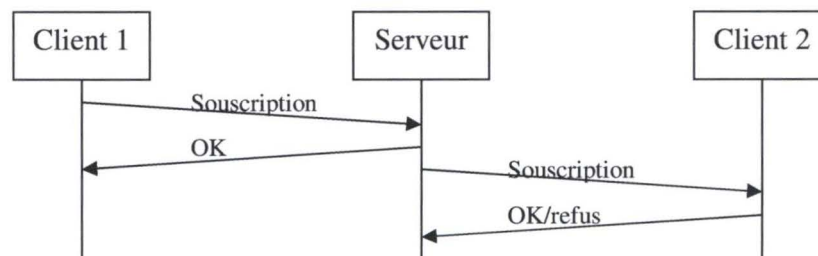 Client 1
Serveur
Client 2
Souscription
OK
Souscription
OK/refus